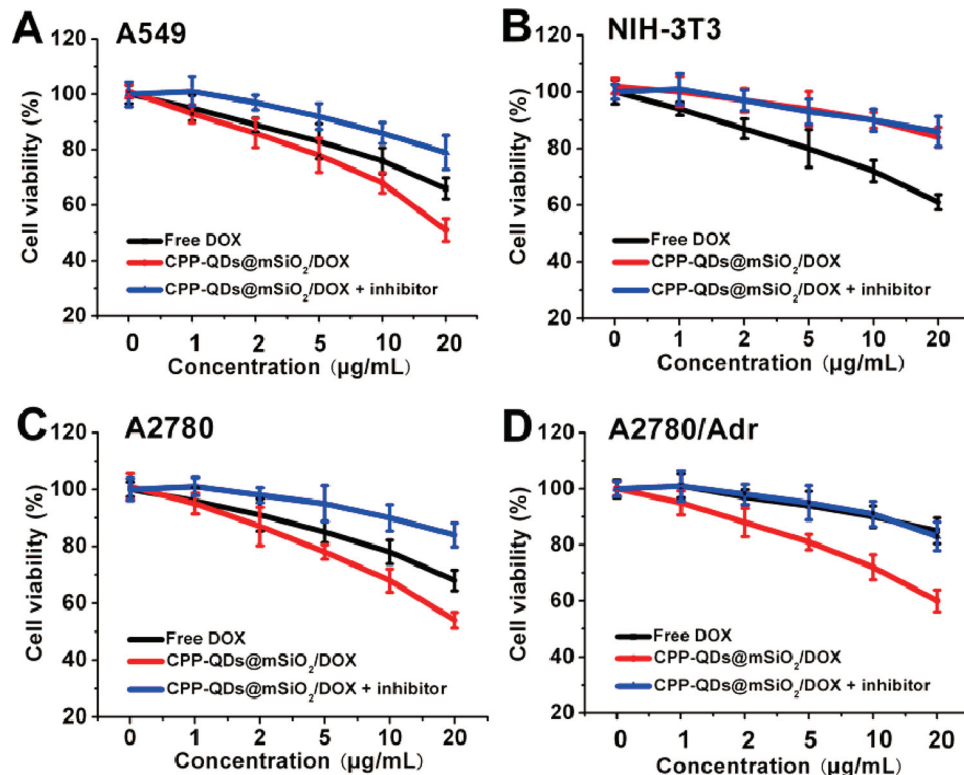 A A549
120
100
80
60
40
20
Cell viability (%)
Free DOX
CPP-QDs@mSiO₂/DOX
CPP-QDs@mSiO₂/DOX + inhibitor
0 1 2 5 10 20
Concentration (μg/mL)
B NIH-3T3
120
100
80
60
40
20
Cell viability (%)
Free DOX
CPP-QDs@mSiO₂/DOX
CPP-QDs@mSiO₂/DOX + inhibitor
0 1 2 5 10 20
Concentration (μg/mL)
C A2780
120
100
80
60
40
20
Cell viability (%)
Free DOX
CPP-QDs@mSiO₂/DOX
CPP-QDs@mSiO₂/DOX + inhibitor
0 1 2 5 10 20
Concentration (μg/mL)
D A2780/Adr
120
100
80
60
40
20
Cell viability (%)
Free DOX
CPP-QDs@mSiO₂/DOX
CPP-QDs@mSiO₂/DOX + inhibitor
0 1 2 5 10 20
Concentration (μg/mL)